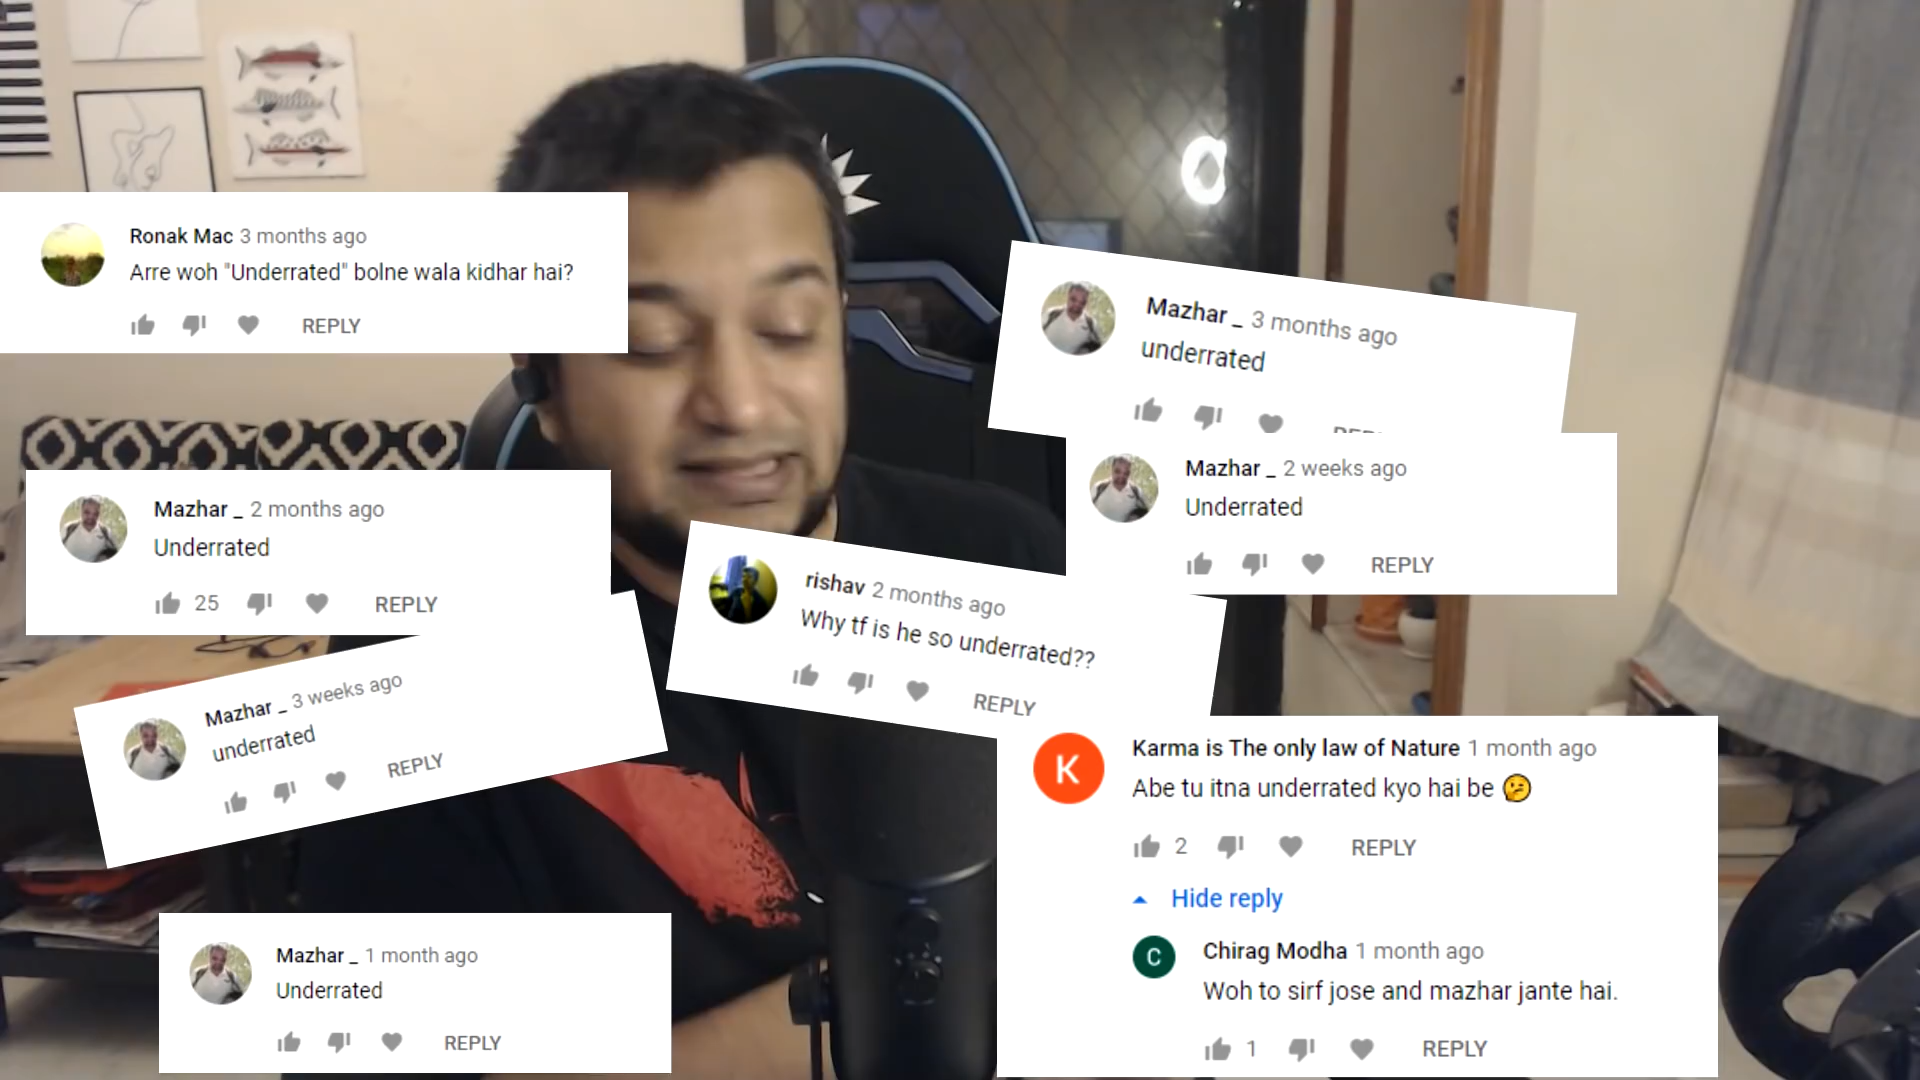 Ronak Mac 3 months ago
Arre woh "Underrated" bolne wala kidhar hai?
REPLY
Mazhar _ 3 months ago
underrated
Mazhar _ 2 weeks ago
Underrated
REPLY
Mazhar _ 2 months ago
Underrated
25 REPLY
rishav 2 months ago
Why tf is he so underrated??
REPLY
Mazhar _ 3 weeks ago
underrated
REPLY
Karma is The only law of Nature 1 month ago
K
Abe tu itna underrated kyo hai be 🤔
2 REPLY
Hide reply
Chirag Modha 1 month ago
C
Woh to sirf jose and mazhar jante hai.
1 REPLY
Mazhar _ 1 month ago
Underrated
REPLY